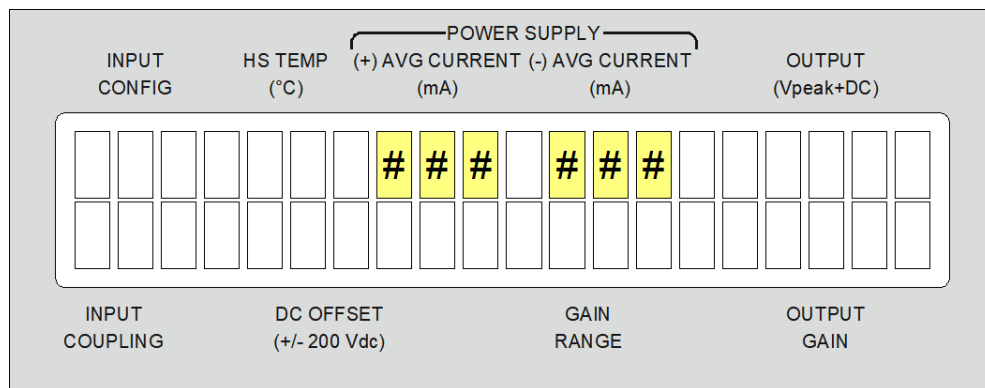 POWER SUPPLY
INPUT HS TEMP (+) AVG CURRENT (-) AVG CURRENT OUTPUT
CONFIG (°C) (mA) (mA) (Vpeak+DC)
# # # # # #
INPUT DC OFFSET GAIN OUTPUT
COUPLING (+/- 200 Vdc) RANGE GAIN